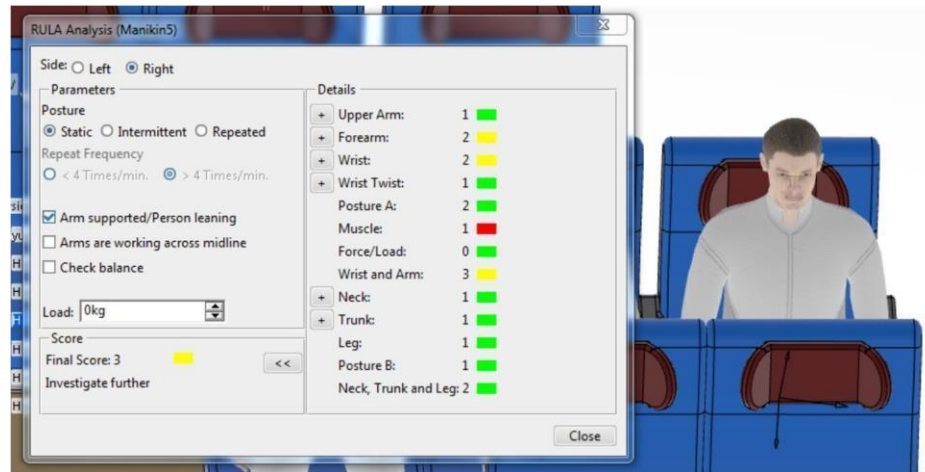 RULA Analysis (Manikin5)
Side: Left Right
Parameters
Posture
Static Intermittent Repeated
Repeat Frequency
< 4 Times/min. > 4 Times/min.
Arm supported/Person leaning
Arms are working across midline
Check balance
Load: 0kg
Score
Final Score: 3
<<
Investigate further
Details
+ Upper Arm: 1
+ Forearm: 2
+ Wrist: 2
+ Wrist Twist: 1
Posture A: 2
Muscle: 1
Force/Load: 0
Wrist and Arm: 3
+ Neck: 1
+ Trunk: 1
Leg: 1
Posture B: 1
Neck, Trunk and Leg: 2
Close